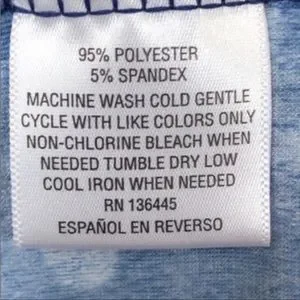 95% POLYESTER
5% SPANDEX
MACHINE WASH COLD GENTLE
CYCLE WITH LIKE COLORS ONLY
NON-CHLORINE BLEACH WHEN
NEEDED TUMBLE DRY LOW
COOL IRON WHEN NEEDED
RN 136445
ESPAÑOL EN REVERSO